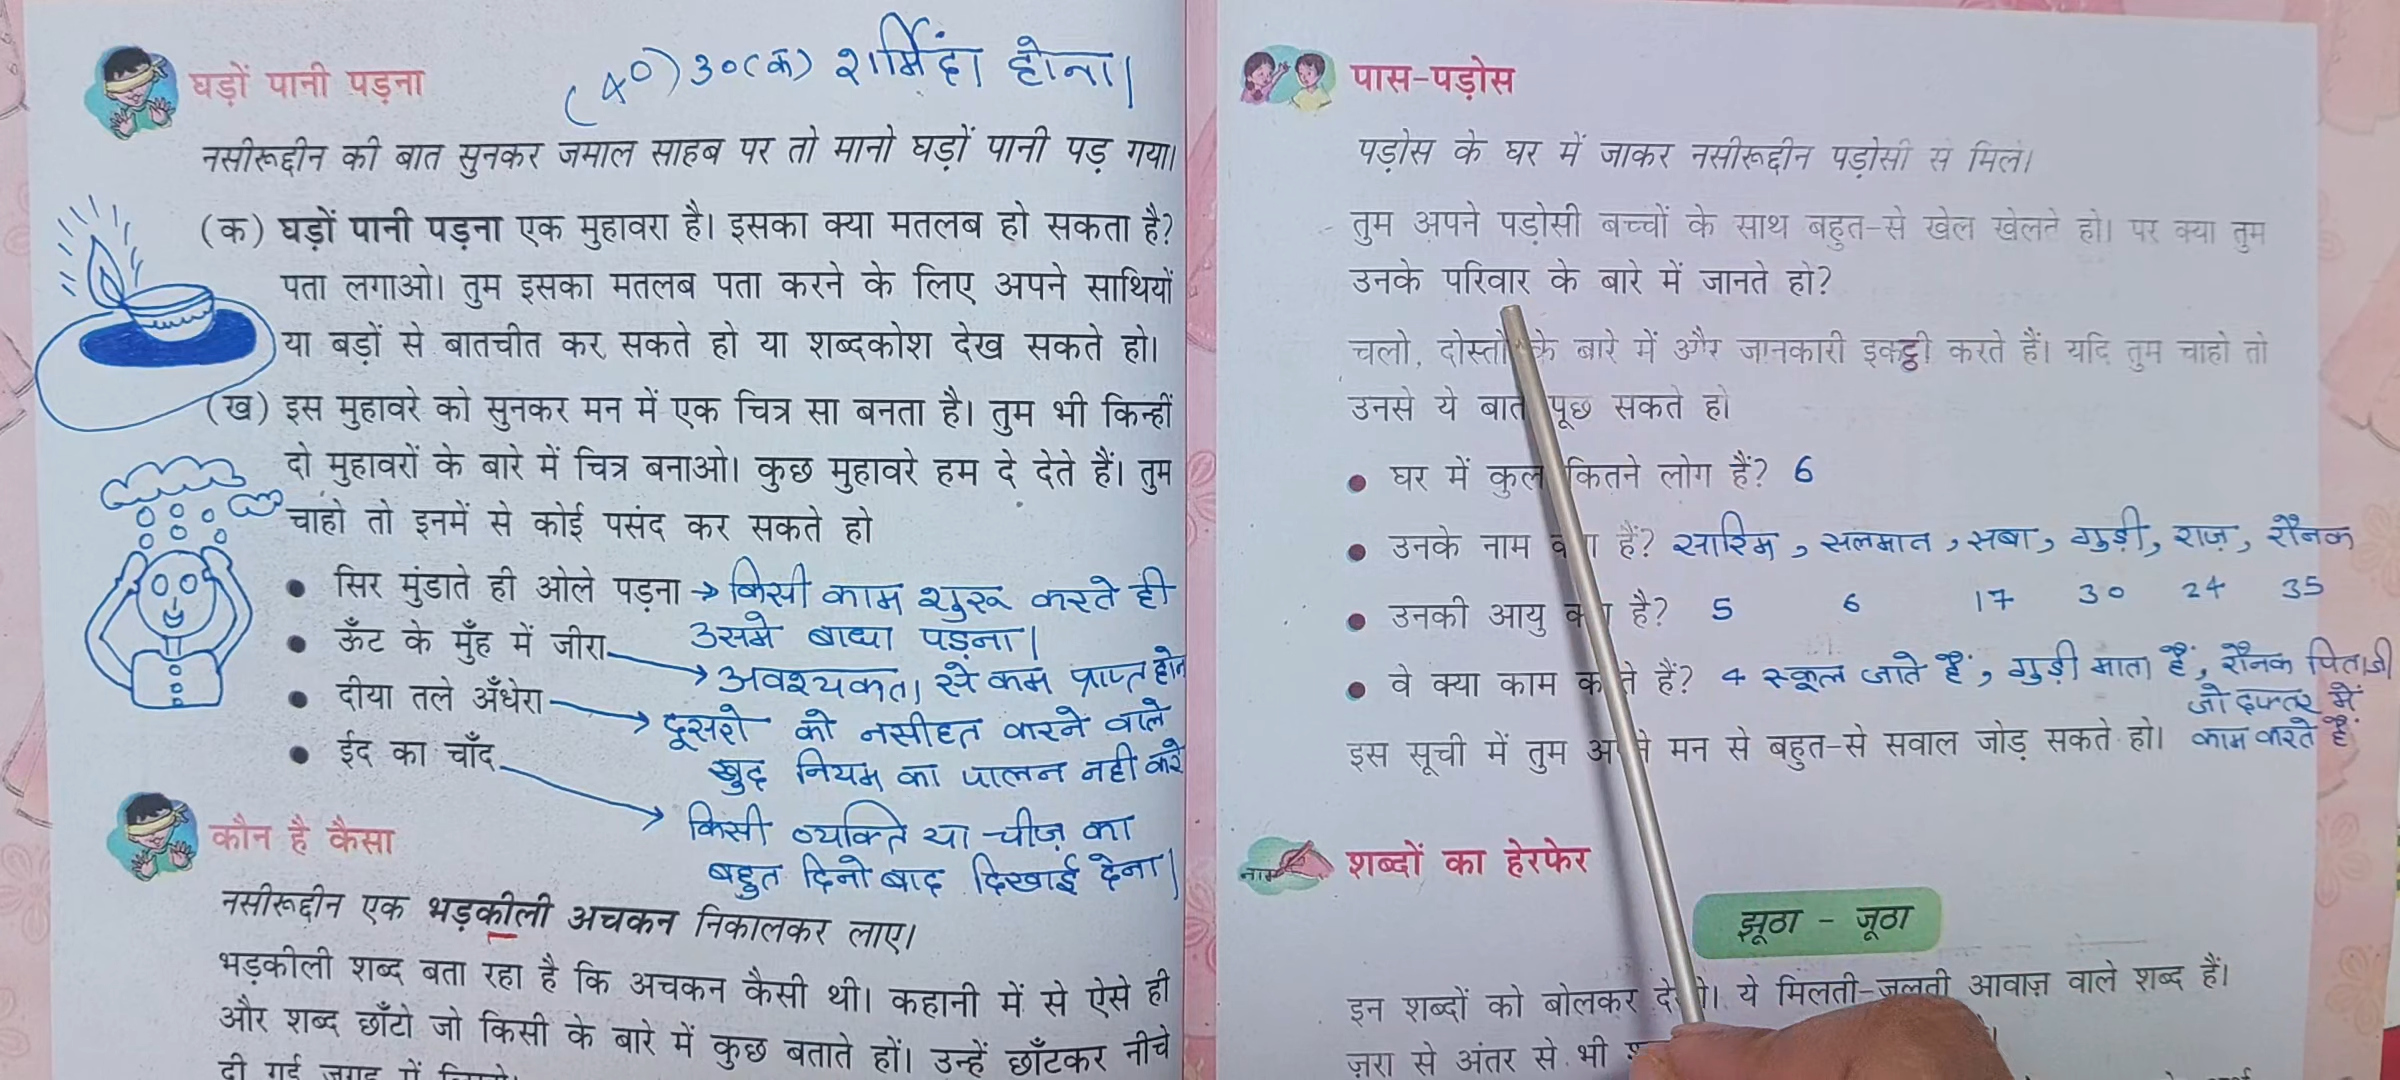 घड़ों पानी पड़ना
(40) उ०(क) शर्मिंदा होना।
नसीरूद्दीन की बात सुनकर जमाल साहब पर तो मानो घड़ों पानी पड़ गया।
(क) घड़ों पानी पड़ना एक मुहावरा है। इसका क्या मतलब हो सकता है?
पता लगाओ। तुम इसका मतलब पता करने के लिए अपने साथियों
या बड़ों से बातचीत कर सकते हो या शब्दकोश देख सकते हो।
(ख) इस मुहावरे को सुनकर मन में एक चित्र सा बनता है। तुम भी किन्हीं
दो मुहावरों के बारे में चित्र बनाओ। कुछ मुहावरे हम दे देते हैं। तुम
चाहो तो इनमें से कोई पसंद कर सकते हो
• सिर मुंडाते ही ओले पड़ना → किसी काम शुरू करते ही
उसमे बाधा पड़ना।
• ऊँट के मुँह में जीरा → अवश्यकता से कम प्राप्त होन
• दीया तले अँधेरा → दूसरो को नसीहत करने वाले
खुद नियम का पालन नही करे
• ईद का चाँद → किसी व्यक्ति या चीज़ का
बहुत दिनो बाद दिखाई देना।
कौन है कैसा
नसीरूद्दीन एक भड़कीली अचकन निकालकर लाए।
भड़कीली शब्द बता रहा है कि अचकन कैसी थी। कहानी में से ऐसे ही
और शब्द छाँटो जो किसी के बारे में कुछ बताते हों। उन्हें छाँटकर नीचे
दी गई जगह में
पास-पड़ोस
पड़ोस के घर में जाकर नसीरूद्दीन पड़ोसी से मिले।
तुम अपने पड़ोसी बच्चों के साथ बहुत-से खेल खेलते हो। पर क्या तुम
उनके परिवार के बारे में जानते हो?
चलो, दोस्तों के बारे में और जानकारी इकट्ठी करते हैं। यदि तुम चाहो तो
उनसे ये बातें पूछ सकते हो
• घर में कुल कितने लोग हैं? 6
• उनके नाम क्या हैं? सारिम, सलमान, सबा, गुड़ी, राज़, रौनक
• उनकी आयु क्या है? 5 6 17 30 24 35
• वे क्या काम करते हैं? 4 स्कूल जाते हैं, गुड़ी माता हैं, रौनक पिताजी
जो दफ्तर में
काम करते हैं
इस सूची में तुम अपने मन से बहुत-से सवाल जोड़ सकते हो।
शब्दों का हेरफेर
झूठा - जूठा
इन शब्दों को बोलकर देखो। ये मिलती-जुलती आवाज़ वाले शब्द हैं।
ज़रा से अंतर से भी